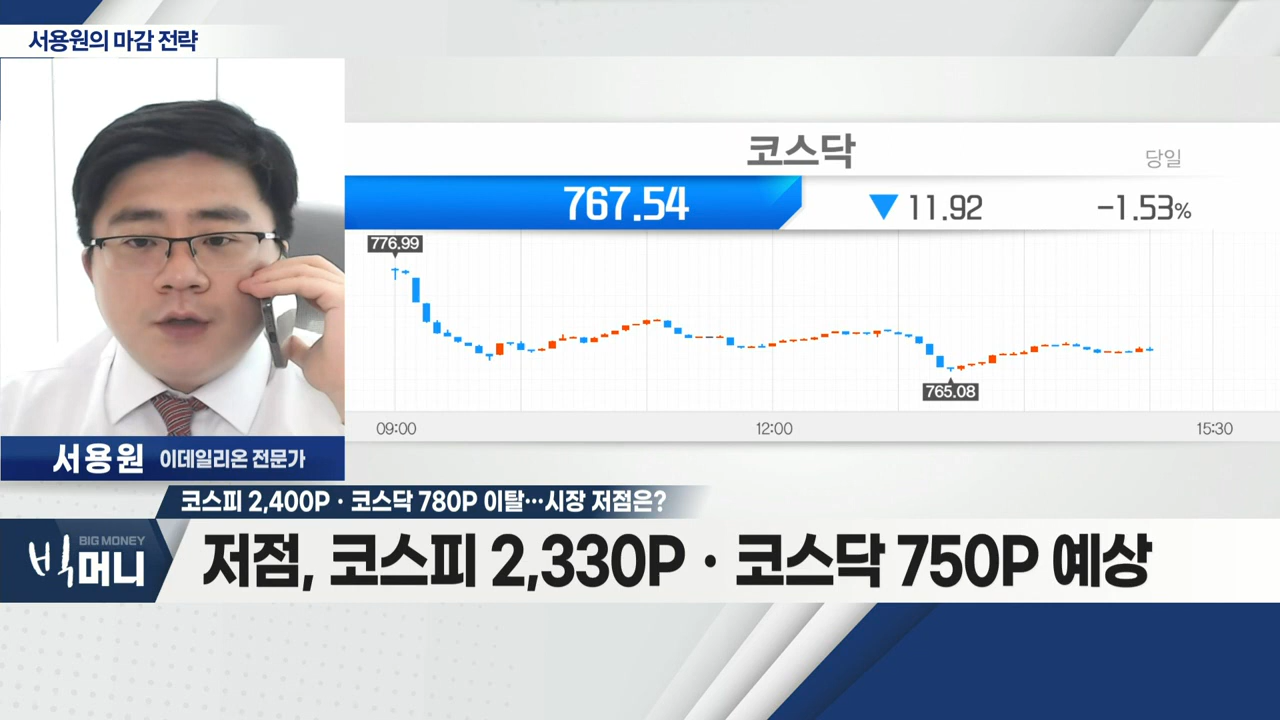 서용원의 마감 전략
코스닥
당일
767.54 ▼ 11.92 -1.53%
776.99
765.08
09:00 12:00 15:30
서용원 이데일리온 전문가
코스피 2,400P · 코스닥 780P 이탈…시장 저점은?
BIG MONEY
빅머니
저점, 코스피 2,330P · 코스닥 750P 예상